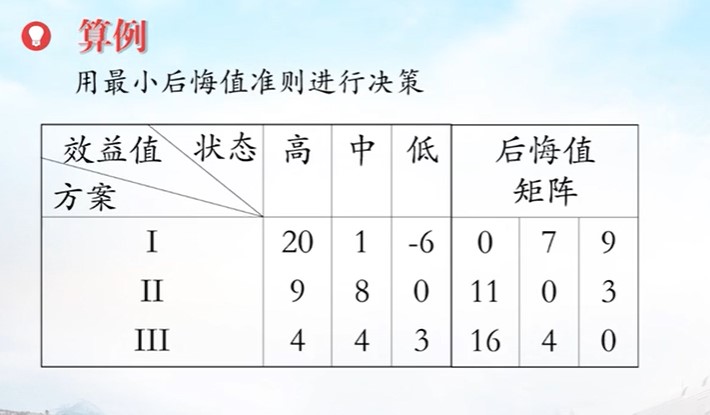 算例
用最小后悔值准则进行决策
效益值 状态 高 中 低 后悔值
矩阵
方案
I 20 1 -6 0 7 9
II 9 8 0 11 0 3
III 4 4 3 16 4 0